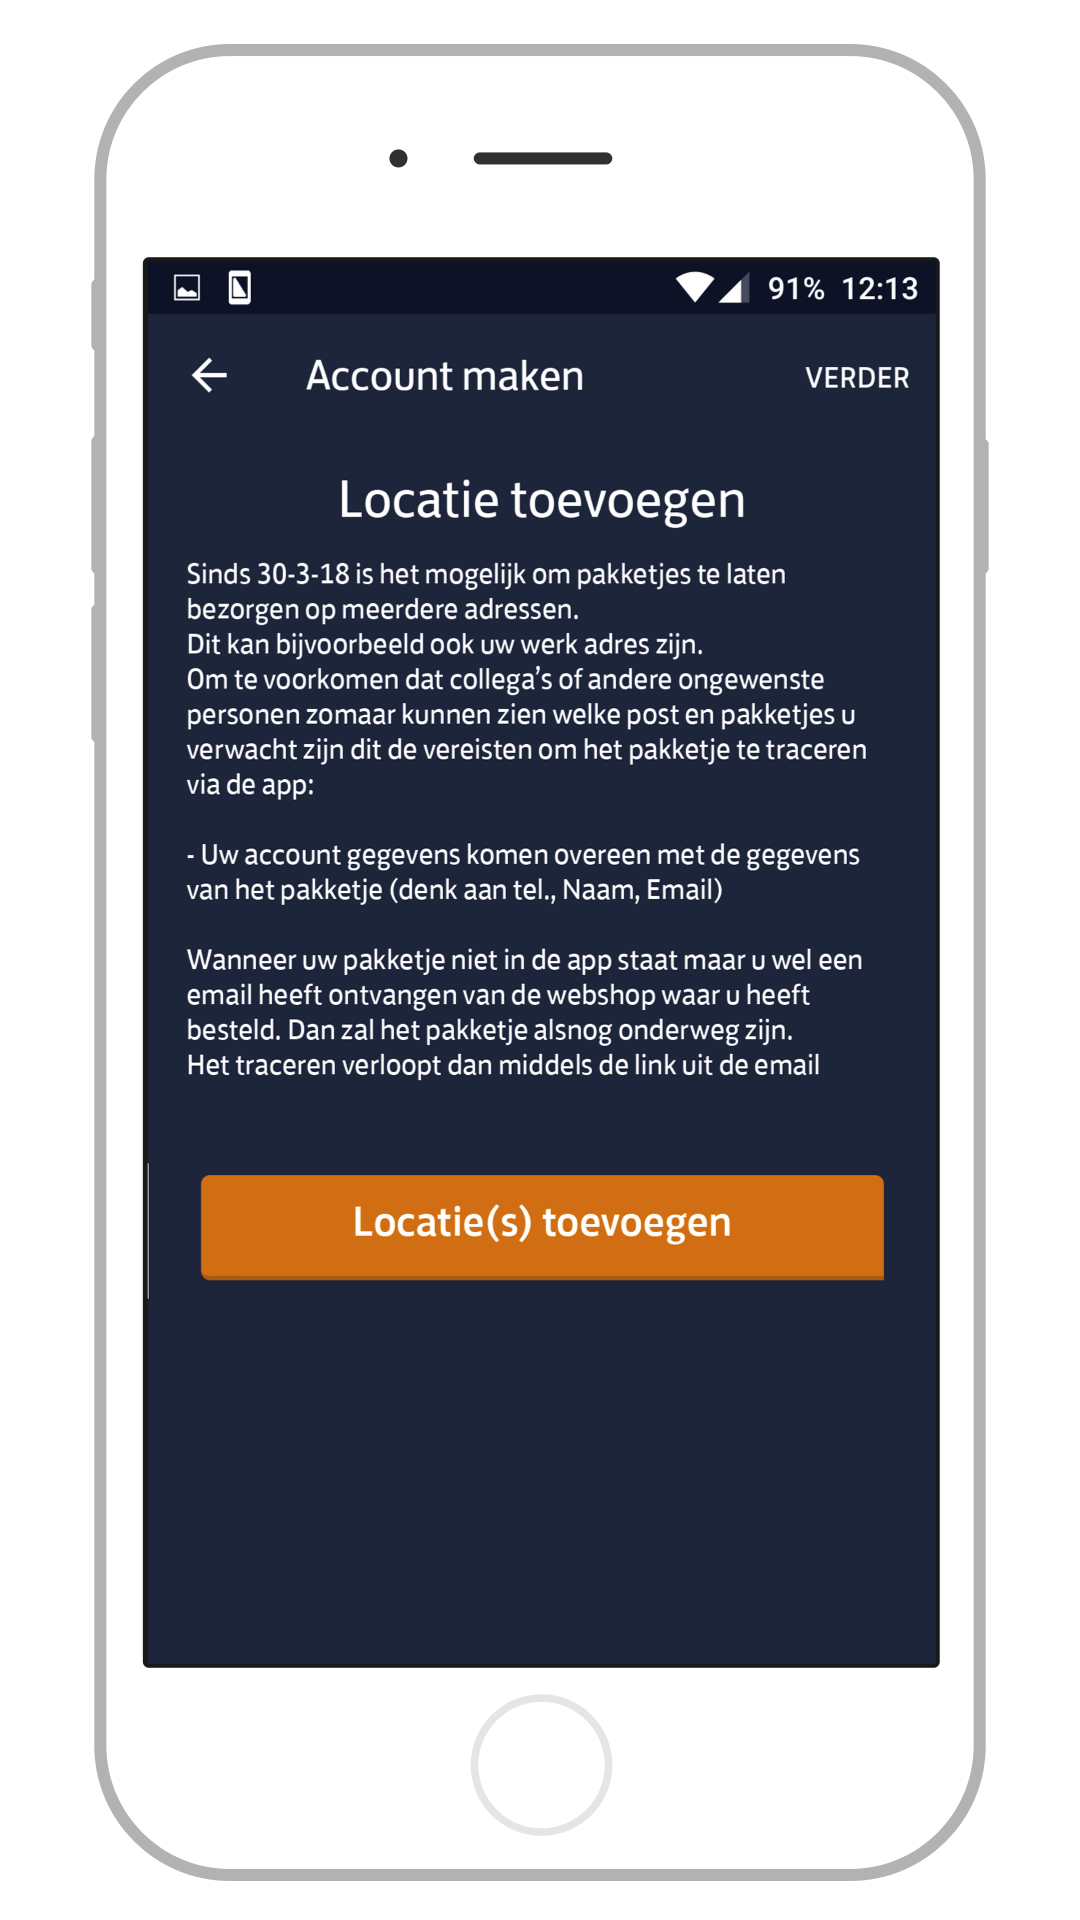 91% 12:13
Account maken
VERDER
Locatie toevoegen
Sinds 30-3-18 is het mogelijk om pakketjes te laten
bezorgen op meerdere adressen.
Dit kan bijvoorbeeld ook uw werk adres zijn.
Om te voorkomen dat collega's of andere ongewenste
personen zomaar kunnen zien welke post en pakketjes u
verwacht zijn dit de vereisten om het pakketje te traceren
via de app:
- Uw account gegevens komen overeen met de gegevens
van het pakketje (denk aan tel., Naam, Email)
Wanneer uw pakketje niet in de app staat maar u wel een
email heeft ontvangen van de webshop waar u heeft
besteld. Dan zal het pakketje alsnog onderweg zijn.
Het traceren verloopt dan middels de link uit de email
Locatie(s) toevoegen